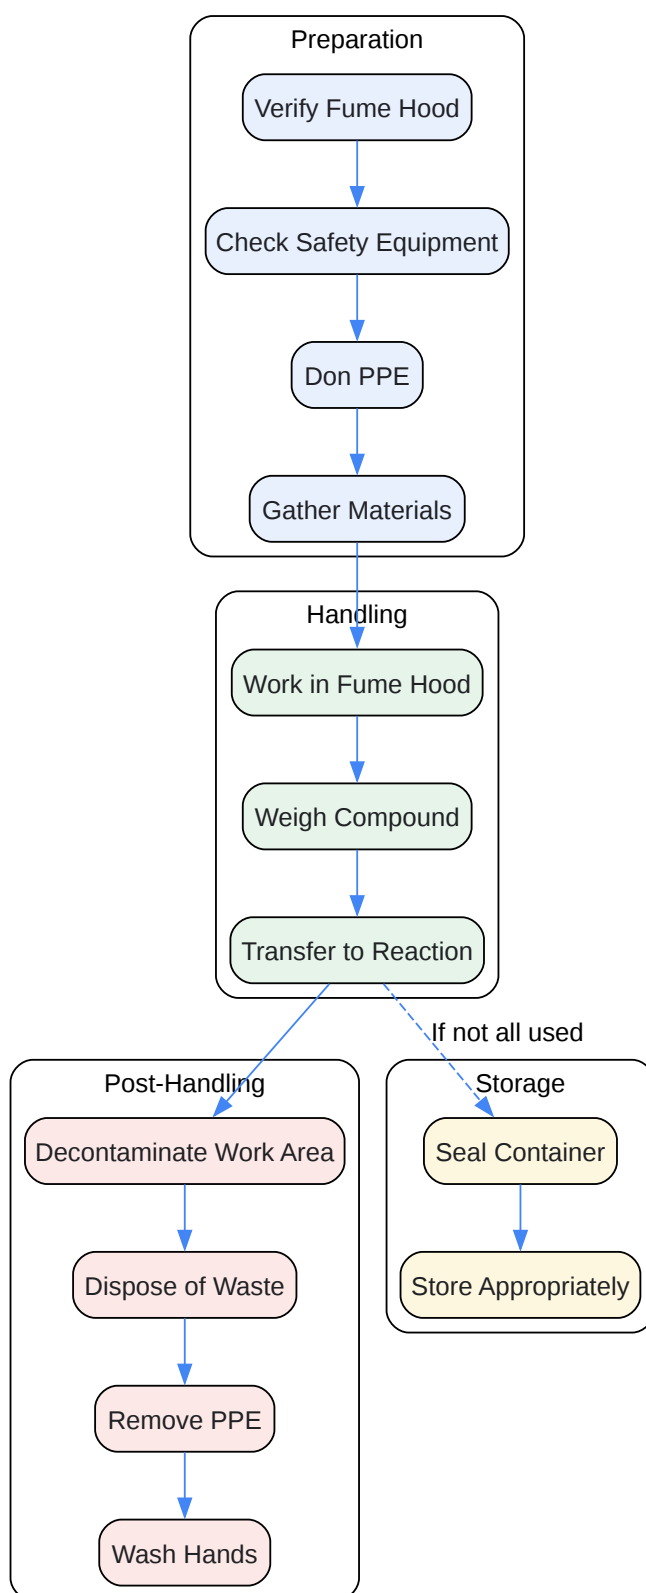 Preparation
Verify Fume Hood
Check Safety Equipment
Don PPE
Gather Materials
Handling
Work in Fume Hood
Weigh Compound
Transfer to Reaction
If not all used
Post-Handling
Decontaminate Work Area
Dispose of Waste
Remove PPE
Wash Hands
Storage
Seal Container
Store Appropriately